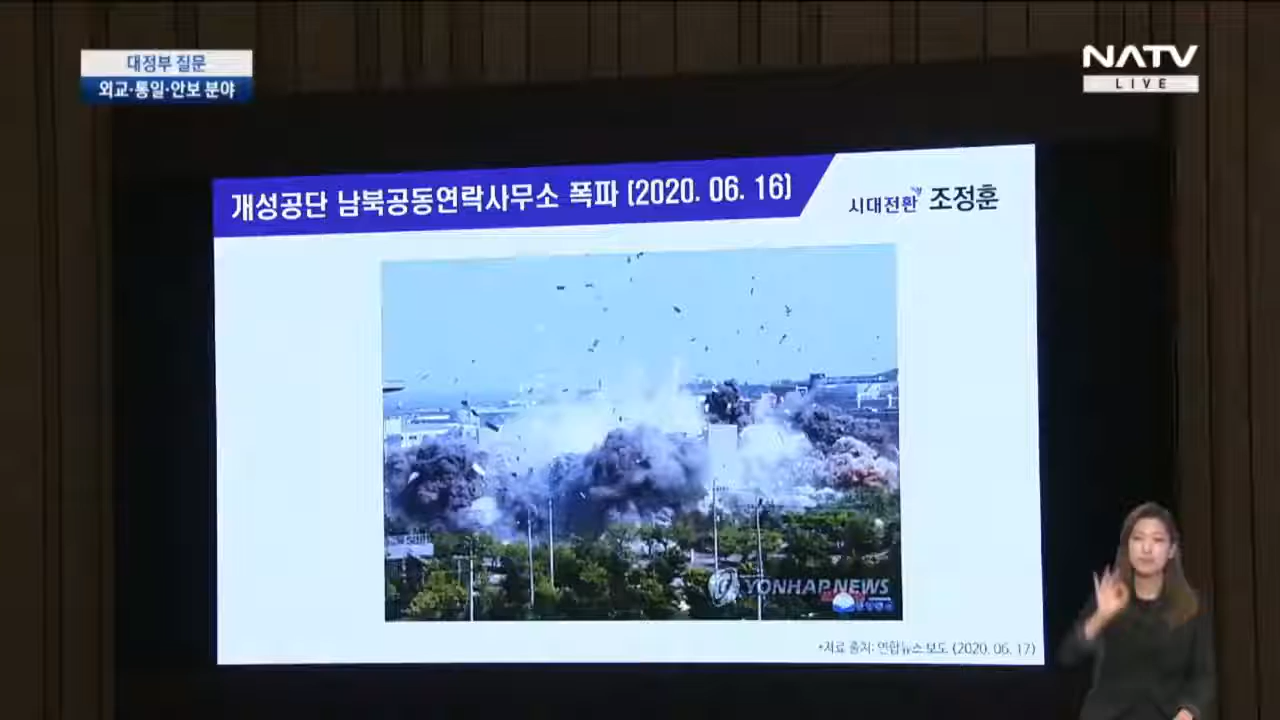 대정부 질문
외교·통일·안보 분야
NATV
LIVE
개성공단 남북공동연락사무소 폭파 (2020. 06. 16)
시대전환 조정훈
YONHAP NEWS
*자료 출처: 연합뉴스 보도 (2020. 06. 17)